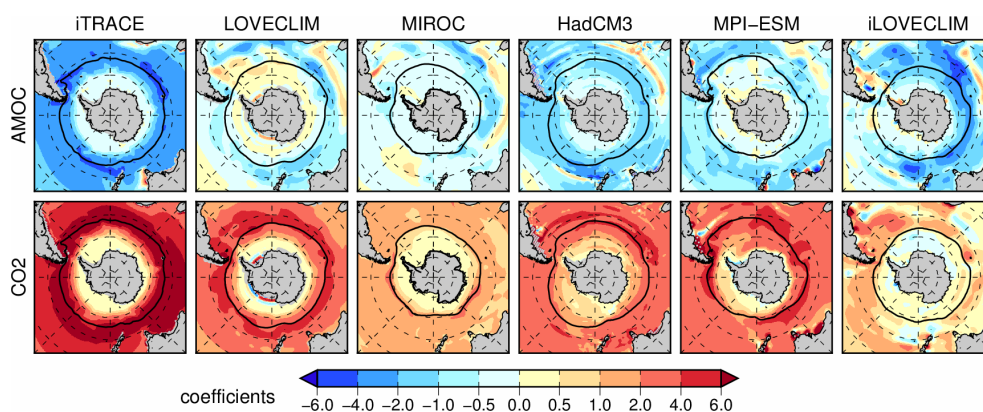 iTRACE LOVECLIM MIROC HadCM3 MPI−ESM iLOVECLIM
AMOC
CO2
coefficients
−6.0 −4.0 −2.0 −1.0 −0.5 0.0 0.5 1.0 2.0 4.0 6.0